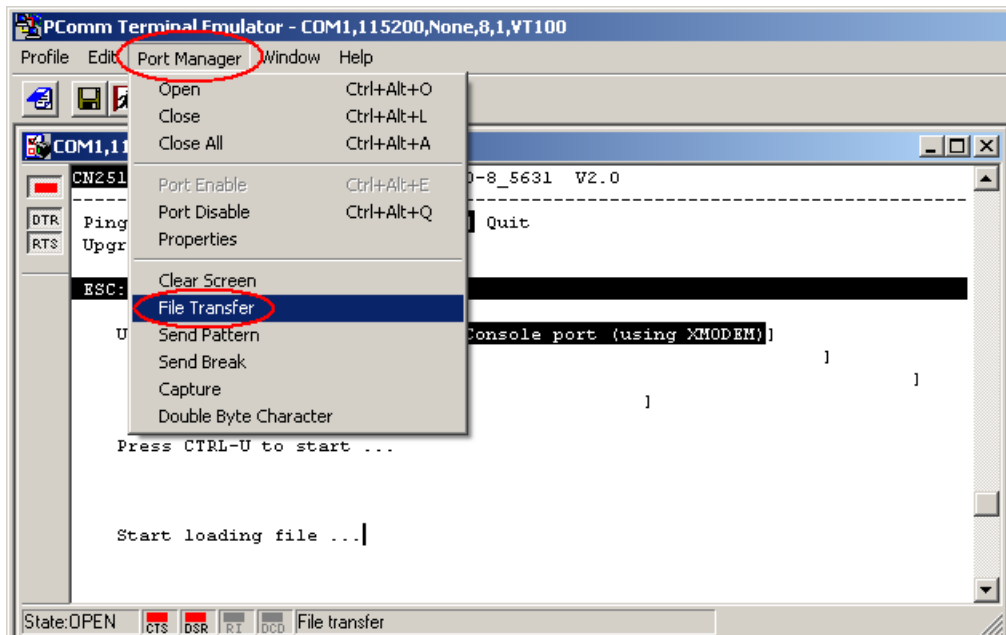 PComm Terminal Emulator - COM1,115200,None,8,1,VT100
Profile Edit Port Manager Window Help
Open Ctrl+Alt+O
Close Ctrl+Alt+L
Close All Ctrl+Alt+A
Port Enable Ctrl+Alt+E
Port Disable Ctrl+Alt+Q
Properties
Clear Screen
File Transfer
Send Pattern
Send Break
Capture
Double Byte Character
COM1,11
CN251 0-8_5631 V2.0
------------------------------------------------
DTR
RTS
Ping ] Quit
Upgr
ESC:
U Console port (using XMODEM)]
]
]
]
Press CTRL-U to start ...
Start loading file ...
State:OPEN CTS DSR RI DCD File transfer